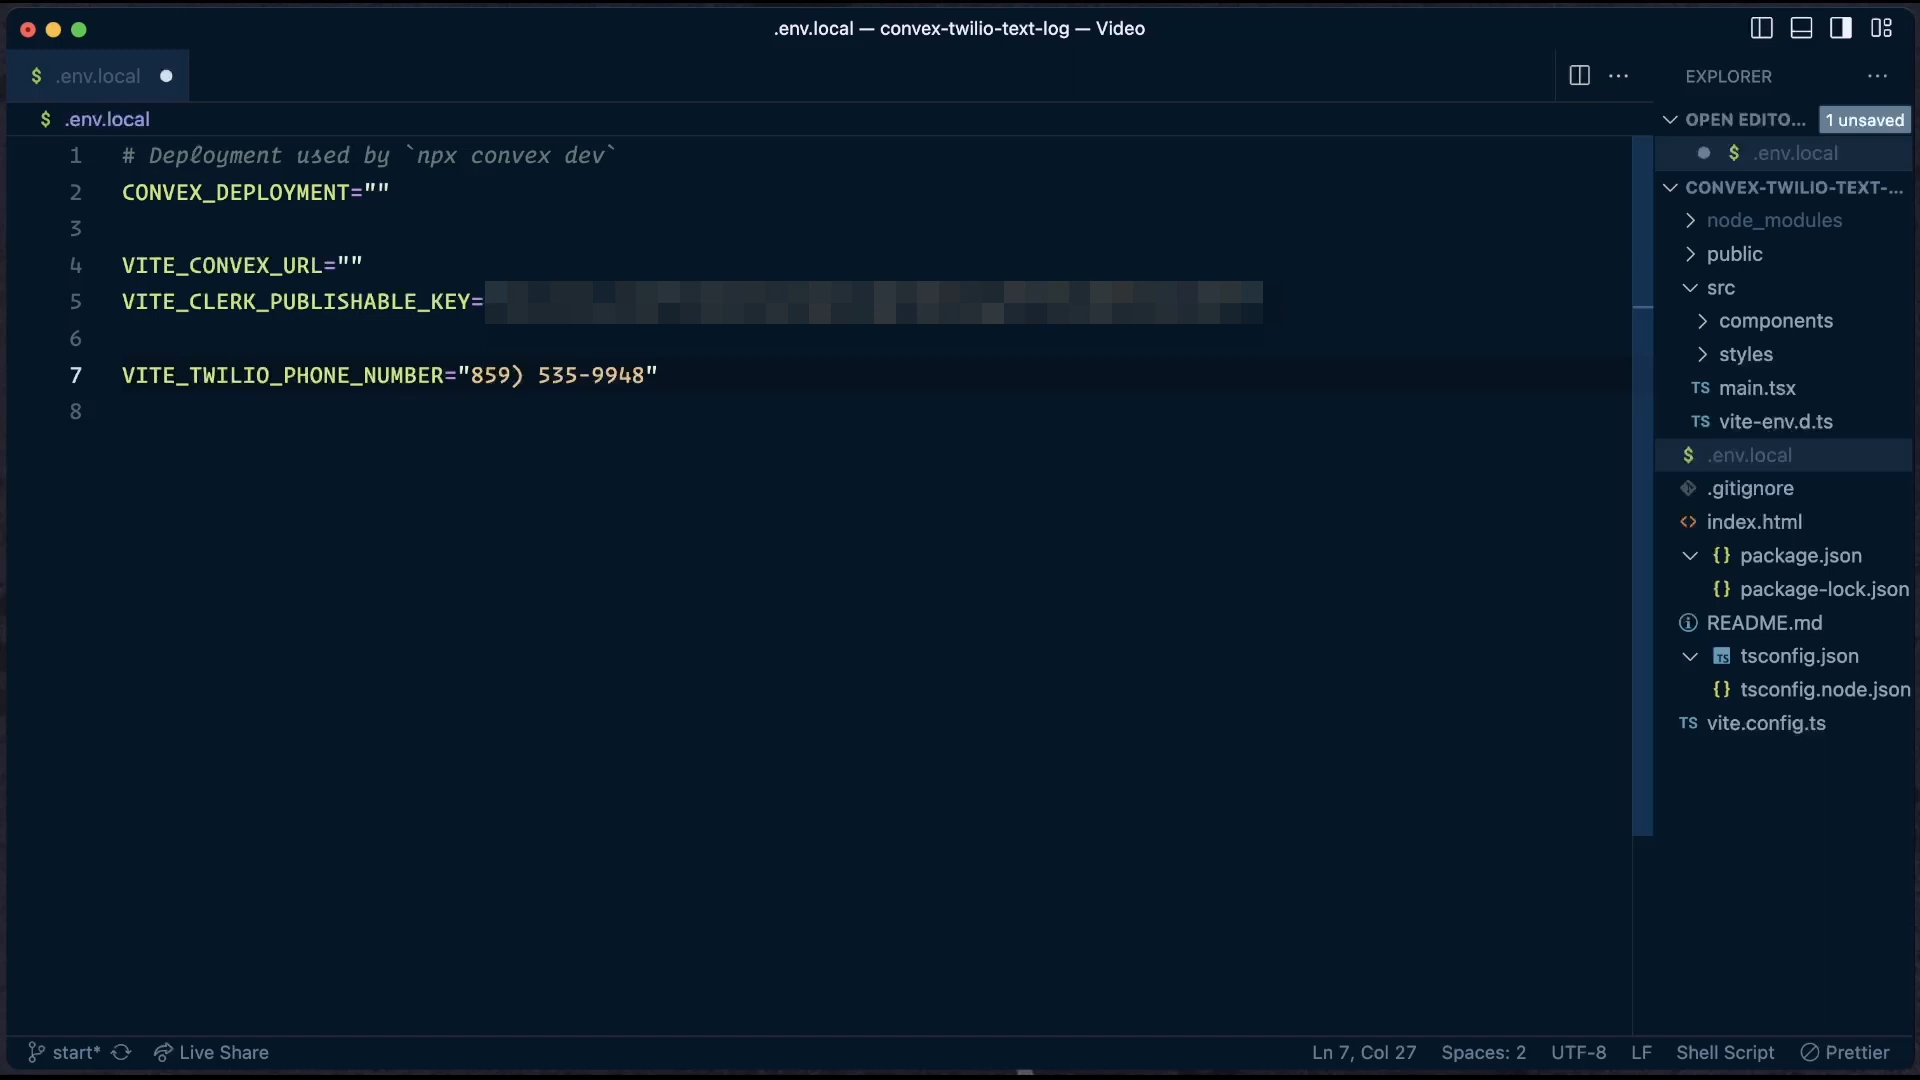 .env.local — convex-twilio-text-log — Video
$ .env.local
EXPLORER
$ .env.local
OPEN EDITO... 1 unsaved
$ .env.local
CONVEX-TWILIO-TEXT-...
node_modules
public
src
components
styles
TS main.tsx
TS vite-env.d.ts
$ .env.local
.gitignore
<> index.html
{} package.json
{} package-lock.json
README.md
TS tsconfig.json
{} tsconfig.node.json
TS vite.config.ts
1 # Deployment used by `npx convex dev`
2 CONVEX_DEPLOYMENT=""
3
4 VITE_CONVEX_URL=""
5 VITE_CLERK_PUBLISHABLE_KEY=
6
7 VITE_TWILIO_PHONE_NUMBER="859) 535-9948"
8
start* Live Share Ln 7, Col 27 Spaces: 2 UTF-8 LF Shell Script Prettier